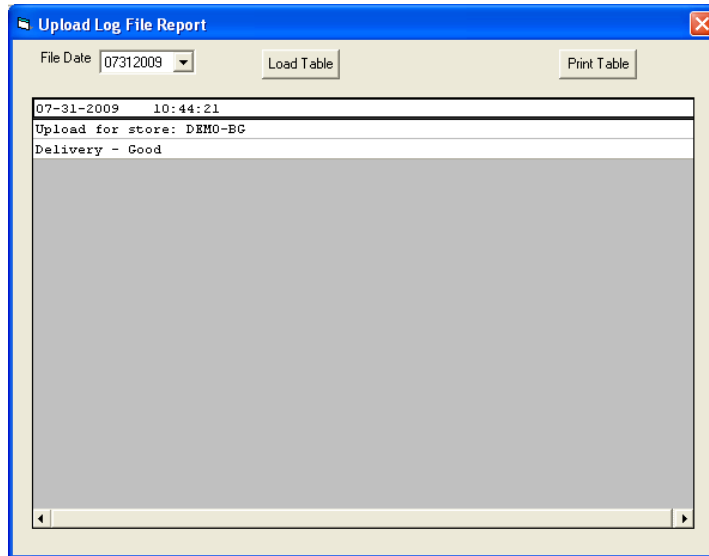 Upload Log File Report
File Date 07312009 Load Table Print Table
07-31-2009 10:44:21
Upload for store: DEMO-BG
Delivery - Good